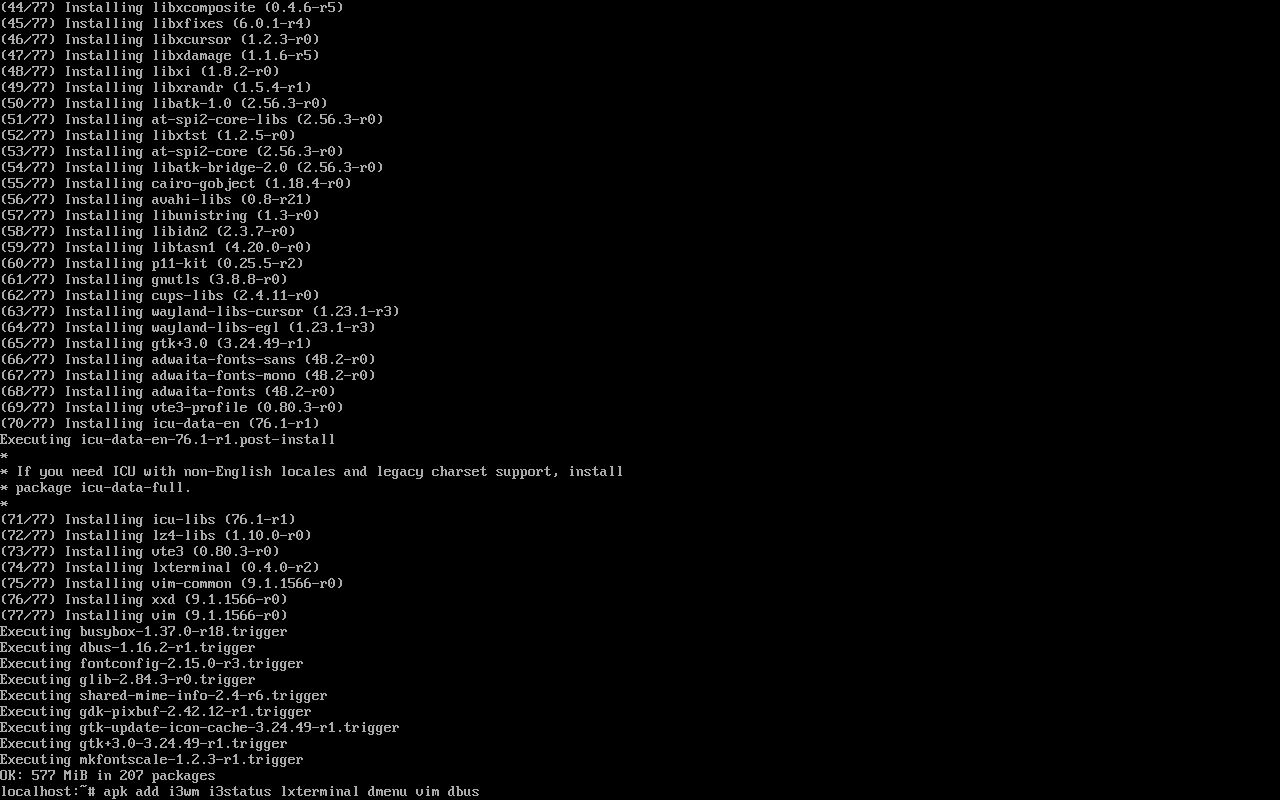 (44/77) Installing libxcomposite (0.4.6-r5)
(45/77) Installing libxfixes (6.0.1-r4)
(46/77) Installing libxcursor (1.2.3-r0)
(47/77) Installing libxdamage (1.1.6-r5)
(48/77) Installing libxi (1.8.2-r0)
(49/77) Installing libxrandr (1.5.4-r1)
(50/77) Installing libatk-1.0 (2.56.3-r0)
(51/77) Installing at-spi2-core-libs (2.56.3-r0)
(52/77) Installing libxtst (1.2.5-r0)
(53/77) Installing at-spi2-core (2.56.3-r0)
(54/77) Installing libatk-bridge-2.0 (2.56.3-r0)
(55/77) Installing cairo-gobject (1.18.4-r0)
(56/77) Installing avahi-libs (0.8-r21)
(57/77) Installing libunistring (1.3-r0)
(58/77) Installing libidn2 (2.3.7-r0)
(59/77) Installing libtasn1 (4.20.0-r0)
(60/77) Installing p11-kit (0.25.5-r2)
(61/77) Installing gnutls (3.8.8-r0)
(62/77) Installing cups-libs (2.4.11-r0)
(63/77) Installing wayland-libs-cursor (1.23.1-r3)
(64/77) Installing wayland-libs-egl (1.23.1-r3)
(65/77) Installing gtk+3.0 (3.24.49-r1)
(66/77) Installing adwaita-fonts-sans (48.2-r0)
(67/77) Installing adwaita-fonts-mono (48.2-r0)
(68/77) Installing adwaita-fonts (48.2-r0)
(69/77) Installing vte3-profile (0.80.3-r0)
(70/77) Installing icu-data-en (76.1-r1)
Executing icu-data-en-76.1-r1.post-install
*
* If you need ICU with non-English locales and legacy charset support, install
* package icu-data-full.
*
(71/77) Installing icu-libs (76.1-r1)
(72/77) Installing lz4-libs (1.10.0-r0)
(73/77) Installing vte3 (0.80.3-r0)
(74/77) Installing lxterminal (0.4.0-r2)
(75/77) Installing vim-common (9.1.1566-r0)
(76/77) Installing xxd (9.1.1566-r0)
(77/77) Installing vim (9.1.1566-r0)
Executing busybox-1.37.0-r18.trigger
Executing dbus-1.16.2-r1.trigger
Executing fontconfig-2.15.0-r3.trigger
Executing glib-2.84.3-r0.trigger
Executing shared-mime-info-2.4-r6.trigger
Executing gdk-pixbuf-2.42.12-r1.trigger
Executing gtk-update-icon-cache-3.24.49-r1.trigger
Executing gtk+3.0-3.24.49-r1.trigger
Executing mkfontscale-1.2.3-r1.trigger
OK: 577 MiB in 207 packages
localhost:~# apk add i3wm i3status lxterminal dmenu vim dbus